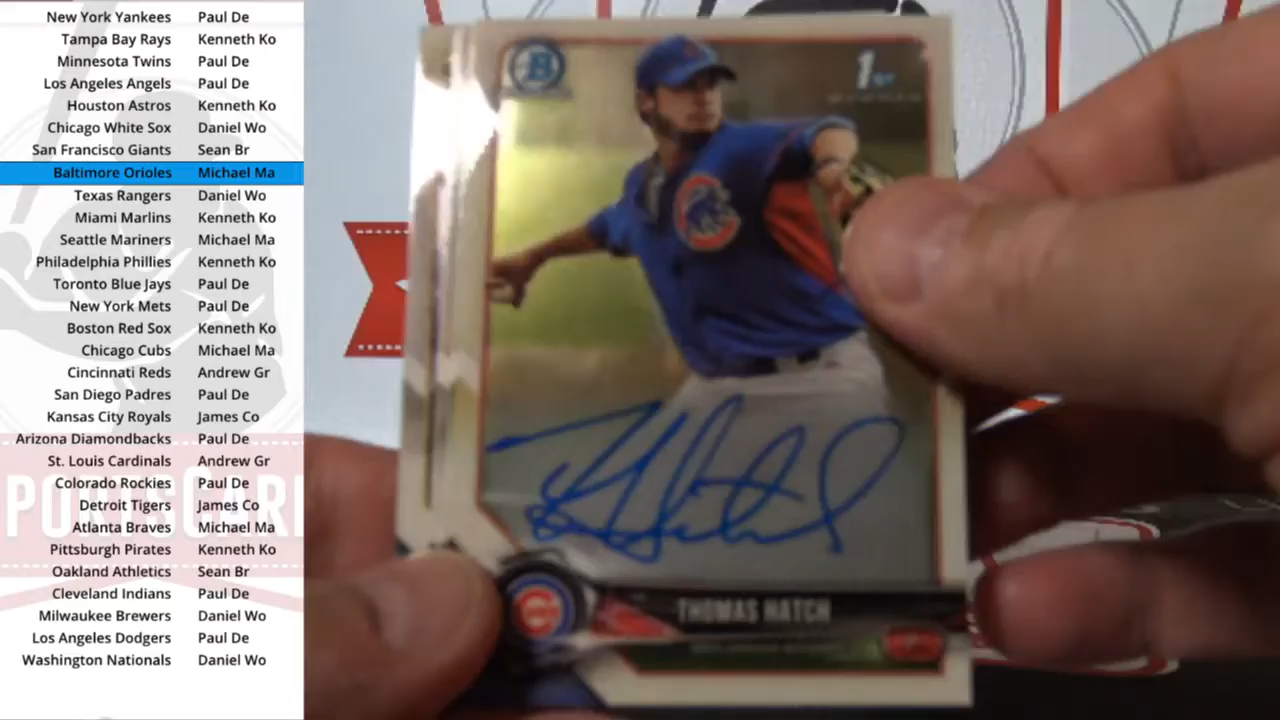 New York Yankees Paul De
Tampa Bay Rays Kenneth Ko
Minnesota Twins Paul De
Los Angeles Angels Paul De
Houston Astros Kenneth Ko
Chicago White Sox Daniel Wo
San Francisco Giants Sean Br
Baltimore Orioles Michael Ma
Texas Rangers Daniel Wo
Miami Marlins Kenneth Ko
Seattle Mariners Michael Ma
Philadelphia Phillies Kenneth Ko
Toronto Blue Jays Paul De
New York Mets Paul De
Boston Red Sox Kenneth Ko
Chicago Cubs Michael Ma
Cincinnati Reds Andrew Gr
San Diego Padres Paul De
Kansas City Royals James Co
Arizona Diamondbacks Paul De
St. Louis Cardinals Andrew Gr
Colorado Rockies Paul De
Detroit Tigers James Co
Atlanta Braves Michael Ma
Pittsburgh Pirates Kenneth Ko
Oakland Athletics Sean Br
Cleveland Indians Paul De
Milwaukee Brewers Daniel Wo
Los Angeles Dodgers Paul De
Washington Nationals Daniel Wo
PORTSCAR
B
1ST
C
THOMAS HATCH